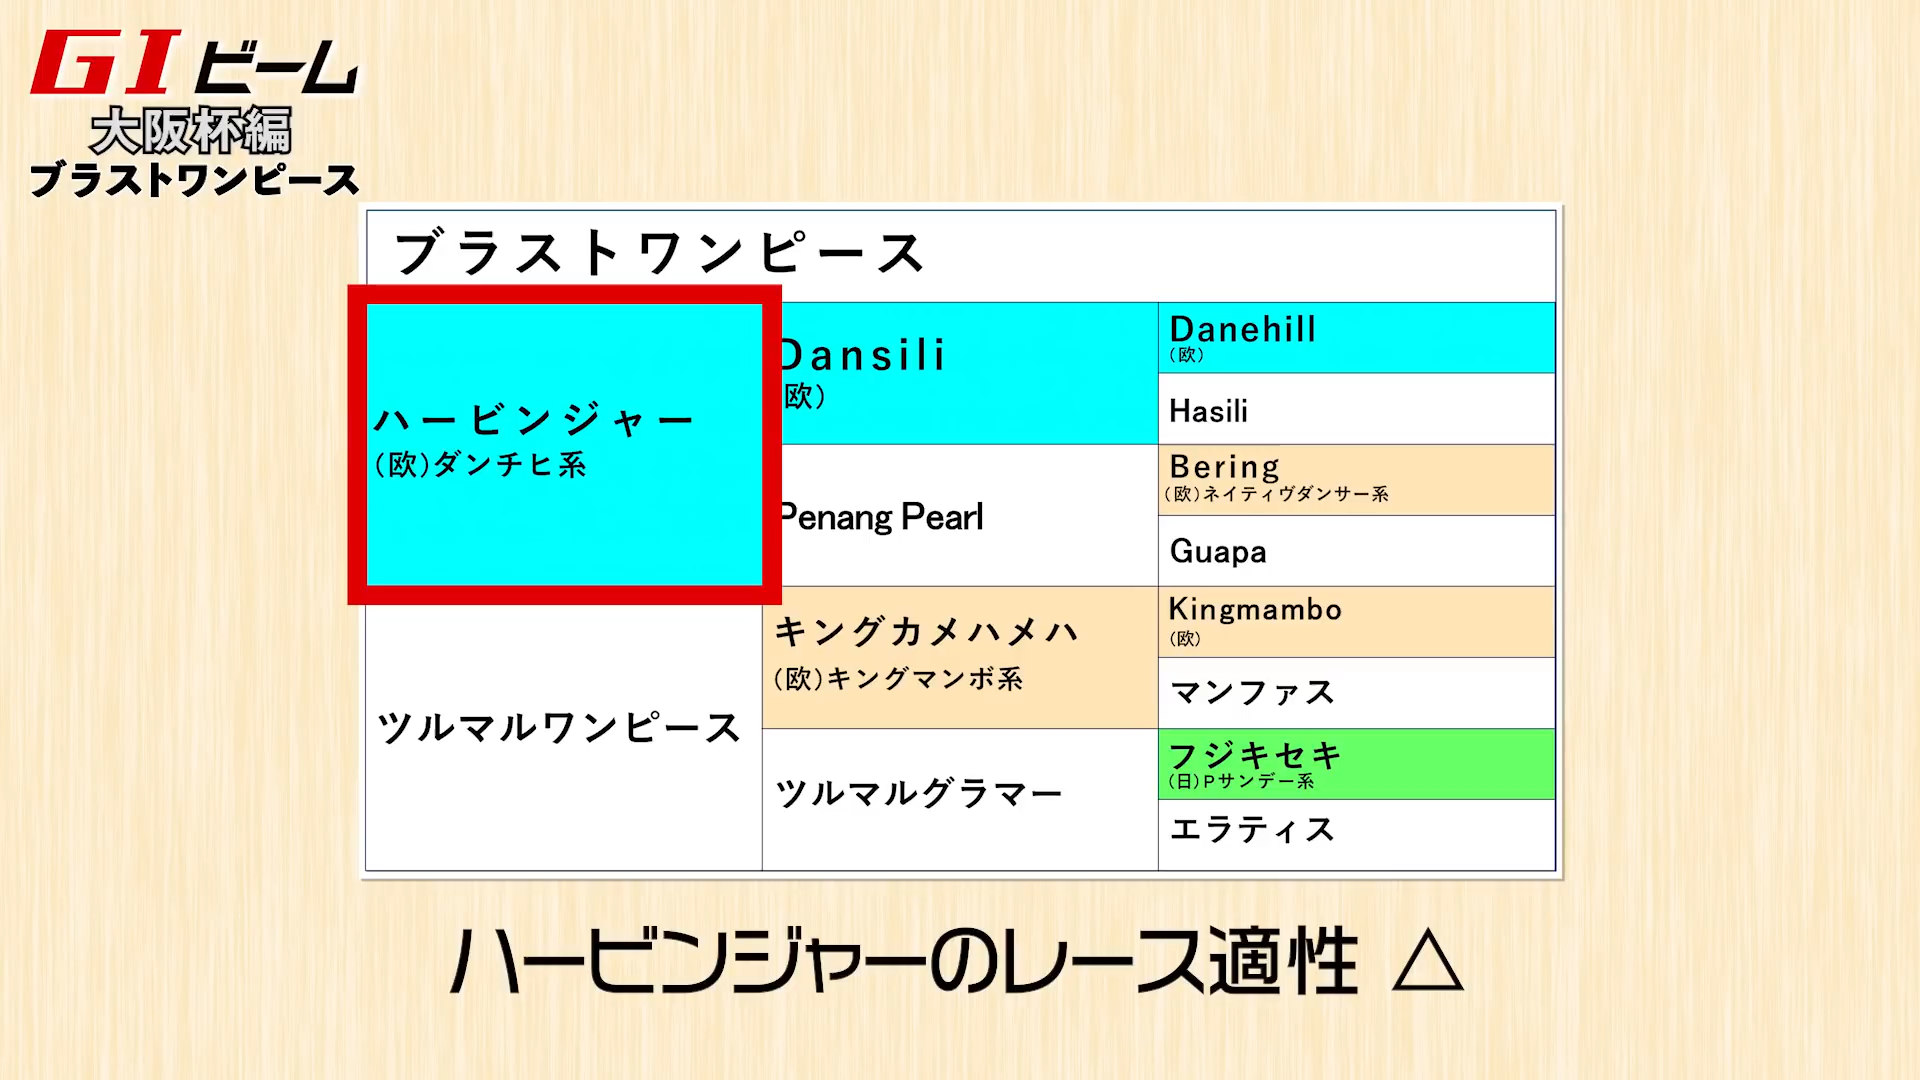 GI ビーム
大阪杯編
ブラストワンピース
ブラストワンピース
ハービンジャー
(欧)ダンチヒ系
Dansili
(欧)
Danehill
(欧)
Hasili
Penang Pearl
Bering
(欧)ネイティヴダンサー系
Guapa
ツルマルワンピース
キングカメハメハ
(欧)キングマンボ系
Kingmambo
(欧)
マンファス
ツルマルグラマー
フジキセキ
(日)Pサンデー系
エラティス
ハービンジャーのレース適性 △